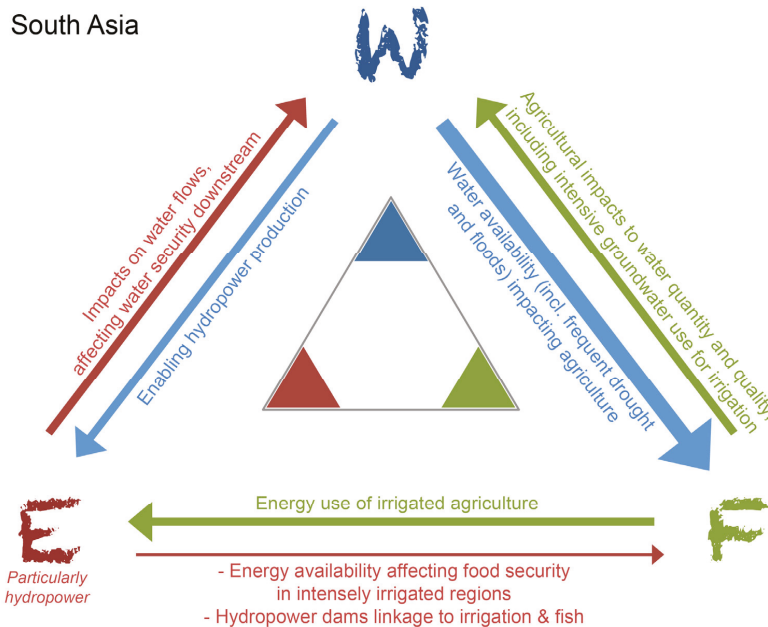 South Asia
W
Impacts on water flows,
affecting water security downstream
Enabling hydropower production
Water availability (incl. frequent drought
and floods) impacting agriculture
Agricultural impacts to water quantity and quality,
including intensive groundwater use for irrigation
E
Particularly
hydropower
Energy use of irrigated agriculture
F
- Energy availability affecting food security
in intensely irrigated regions
- Hydropower dams linkage to irrigation & fish